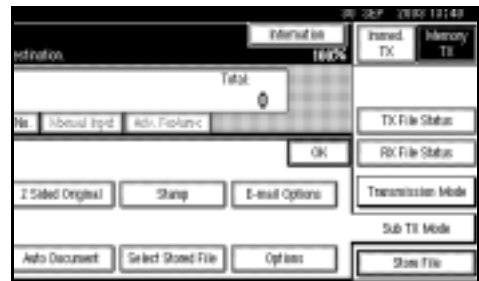 30 SEP 2003 10:40
Information
Immed. TX
Memory TX
estination.
100%
Total:
0
No.
Manual Input
Adv. Features
TX File Status
OK
RX File Status
2 Sided Original
Stamp
E-mail Options
Transmission Mode
Sub TX Mode
Auto Document
Select Stored File
Options
Store File